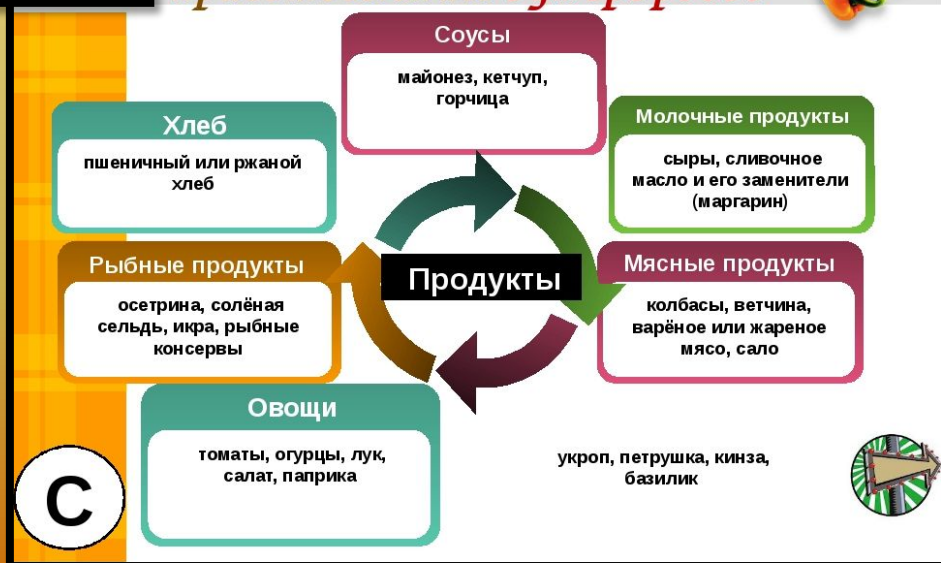 Соусы
майонез, кетчуп,
горчица
Хлеб
пшеничный или ржаной
хлеб
Молочные продукты
сыры, сливочное
масло и его заменители
(маргарин)
Рыбные продукты
осетрина, солёная
сельдь, икра, рыбные
консервы
Продукты
Мясные продукты
колбасы, ветчина,
варёное или жареное
мясо, сало
Овощи
томаты, огурцы, лук,
салат, паприка
укроп, петрушка, кинза,
базилик
С